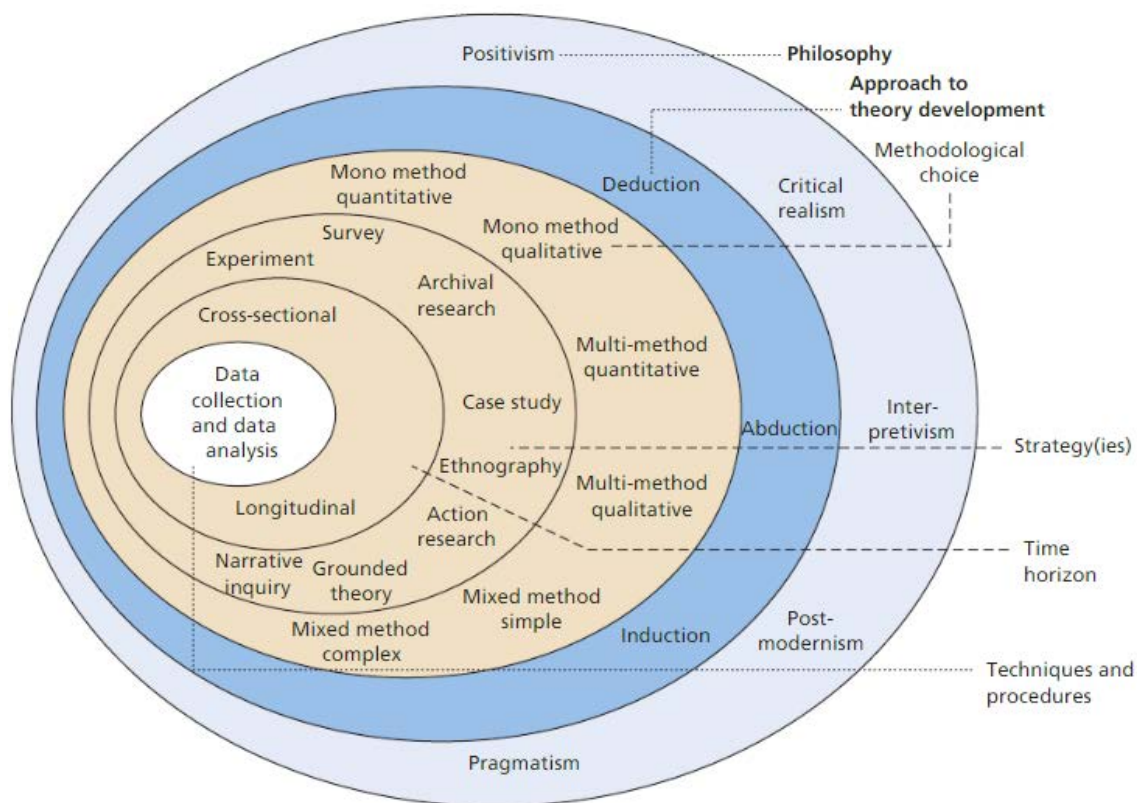 Positivism
Philosophy
Approach to
theory development
Methodological
choice
Mono method
quantitative
Deduction
Critical
realism
Survey
Mono method
qualitative
Experiment
Archival
research
Cross-sectional
Multi-method
quantitative
Data
collection
and data
analysis
Case study
Abduction
Inter-
pretivism
Strategy(ies)
Ethnography
Multi-method
qualitative
Longitudinal
Action
research
Time
horizon
Narrative
inquiry
Grounded
theory
Mixed method
simple
Mixed method
complex
Induction
Post-
modernism
Techniques and
procedures
Pragmatism